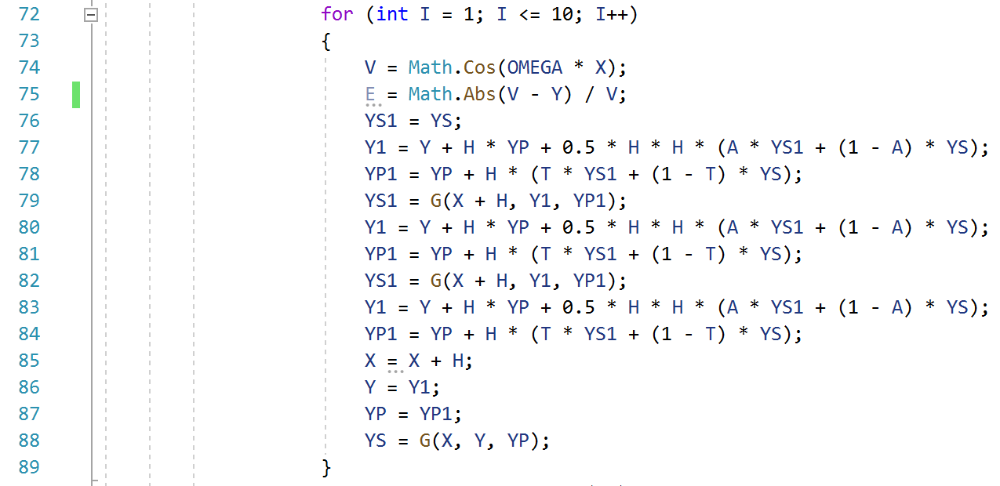 72 for (int I = 1; I <= 10; I++)
73 {
74 V = Math.Cos(OMEGA * X);
75 E = Math.Abs(V - Y) / V;
76 YS1 = YS;
77 Y1 = Y + H * YP + 0.5 * H * H * (A * YS1 + (1 - A) * YS);
78 YP1 = YP + H * (T * YS1 + (1 - T) * YS);
79 YS1 = G(X + H, Y1, YP1);
80 Y1 = Y + H * YP + 0.5 * H * H * (A * YS1 + (1 - A) * YS);
81 YP1 = YP + H * (T * YS1 + (1 - T) * YS);
82 YS1 = G(X + H, Y1, YP1);
83 Y1 = Y + H * YP + 0.5 * H * H * (A * YS1 + (1 - A) * YS);
84 YP1 = YP + H * (T * YS1 + (1 - T) * YS);
85 X = X + H;
86 Y = Y1;
87 YP = YP1;
88 YS = G(X, Y, YP);
89 }